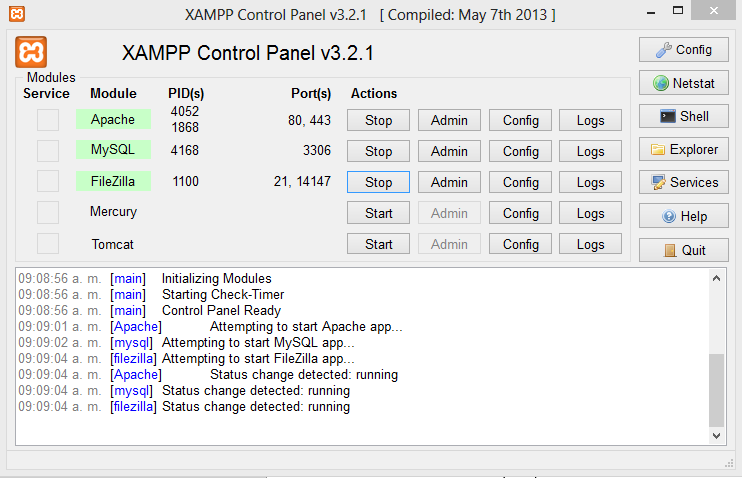 XAMPP Control Panel v3.2.1 [ Compiled: May 7th 2013 ]
XAMPP Control Panel v3.2.1
Config
Modules
Service Module PID(s) Port(s) Actions
Netstat
Apache 4052 1868 80, 443 Stop Admin Config Logs
Shell
MySQL 4168 3306 Stop Admin Config Logs
Explorer
FileZilla 1100 21, 14147 Stop Admin Config Logs
Services
Mercury Start Admin Config Logs
Help
Tomcat Start Admin Config Logs
Quit
09:08:56 a. m. [main] Initializing Modules
09:08:56 a. m. [main] Starting Check-Timer
09:08:56 a. m. [main] Control Panel Ready
09:09:01 a. m. [Apache] Attempting to start Apache app...
09:09:02 a. m. [mysql] Attempting to start MySQL app...
09:09:04 a. m. [filezilla] Attempting to start FileZilla app...
09:09:04 a. m. [Apache] Status change detected: running
09:09:04 a. m. [mysql] Status change detected: running
09:09:04 a. m. [filezilla] Status change detected: running